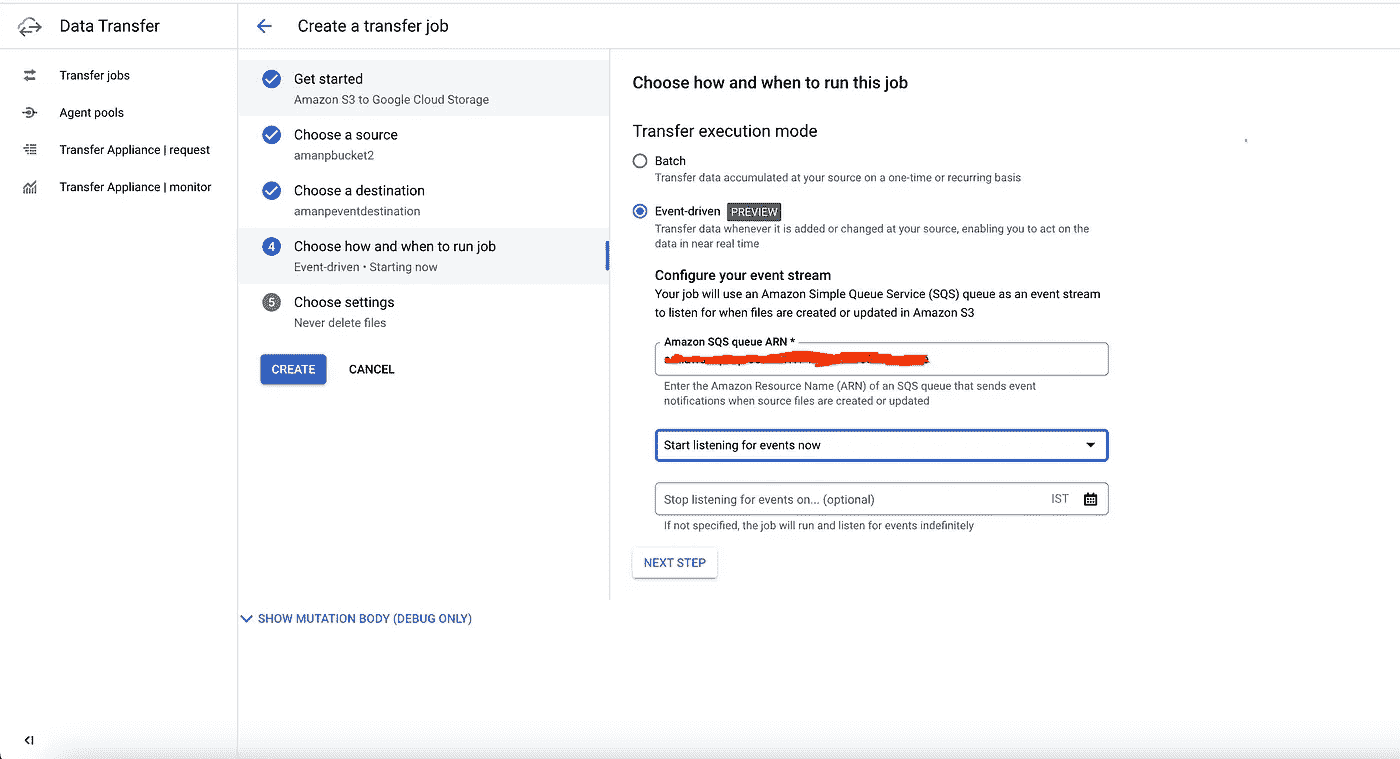 Data Transfer
Create a transfer job
Transfer jobs
Agent pools
Transfer Appliance | request
Transfer Appliance | monitor
Get started
Amazon S3 to Google Cloud Storage
Choose a source
amanpbucket2
Choose a destination
amanpeventdestination
4
Choose how and when to run job
Event-driven • Starting now
5
Choose settings
Never delete files
CREATE
CANCEL
Choose how and when to run this job
Transfer execution mode
Batch
Transfer data accumulated at your source on a one-time or recurring basis
Event-driven PREVIEW
Transfer data whenever it is added or changed at your source, enabling you to act on the
data in near real time
Configure your event stream
Your job will use an Amazon Simple Queue Service (SQS) queue as an event stream
to listen for when files are created or updated in Amazon S3
Amazon SQS queue ARN *
Enter the Amazon Resource Name (ARN) of an SQS queue that sends event
notifications when source files are created or updated
Start listening for events now
Stop listening for events on... (optional) IST
If not specified, the job will run and listen for events indefinitely
NEXT STEP
SHOW MUTATION BODY (DEBUG ONLY)